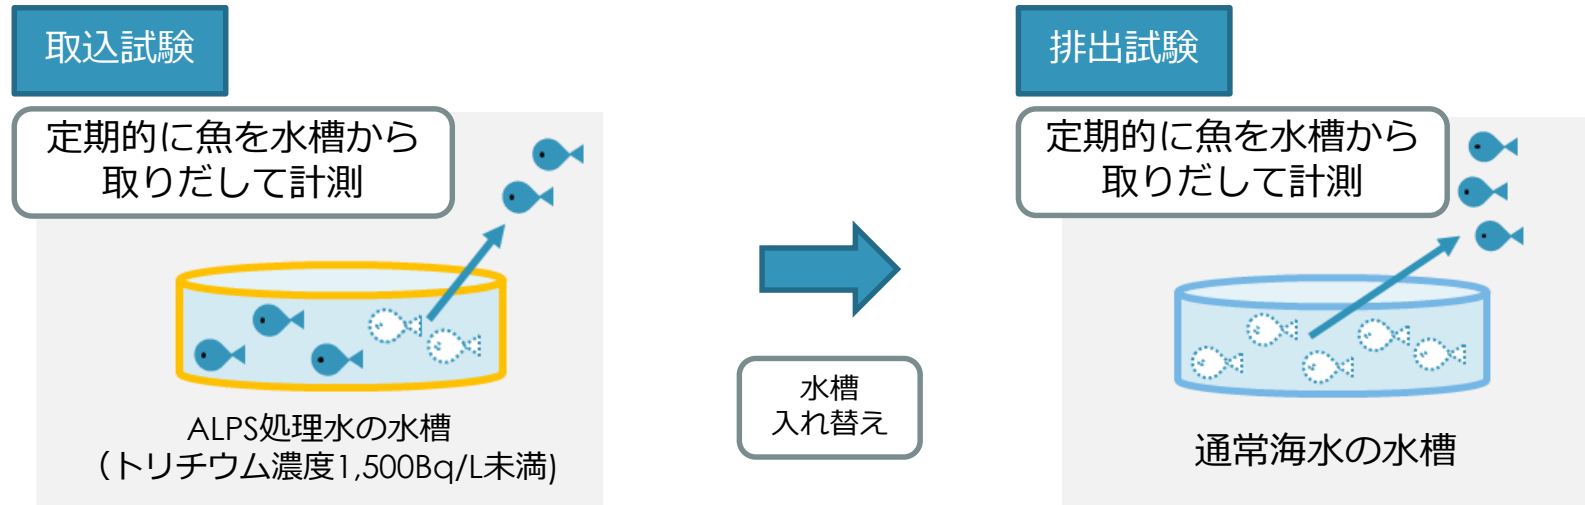 取込試験
定期的に魚を水槽から
取りだして計測
ALPS処理水の水槽
（トリチウム濃度1,500Bq/L未満)
水槽
入れ替え
排出試験
定期的に魚を水槽から
取りだして計測
通常海水の水槽